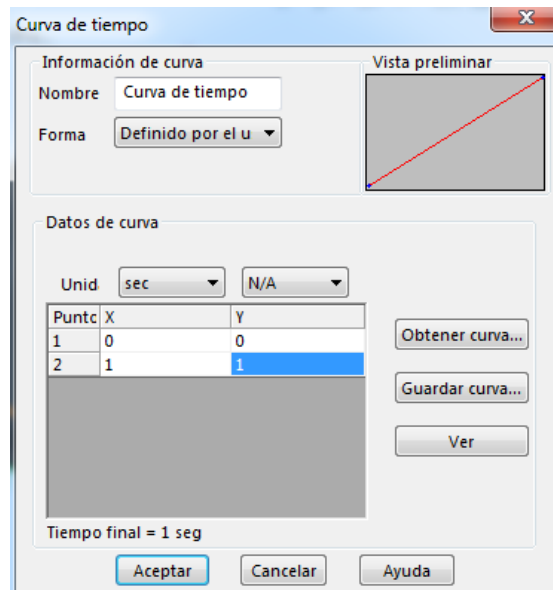 Curva de tiempo
Información de curva
Vista preliminar
Nombre Curva de tiempo
Forma Definido por el u
Datos de curva
Unid sec N/A
Puntc X Y
1 0 0
2 1 1
Obtener curva...
Guardar curva...
Ver
Tiempo final = 1 seg
Aceptar Cancelar Ayuda